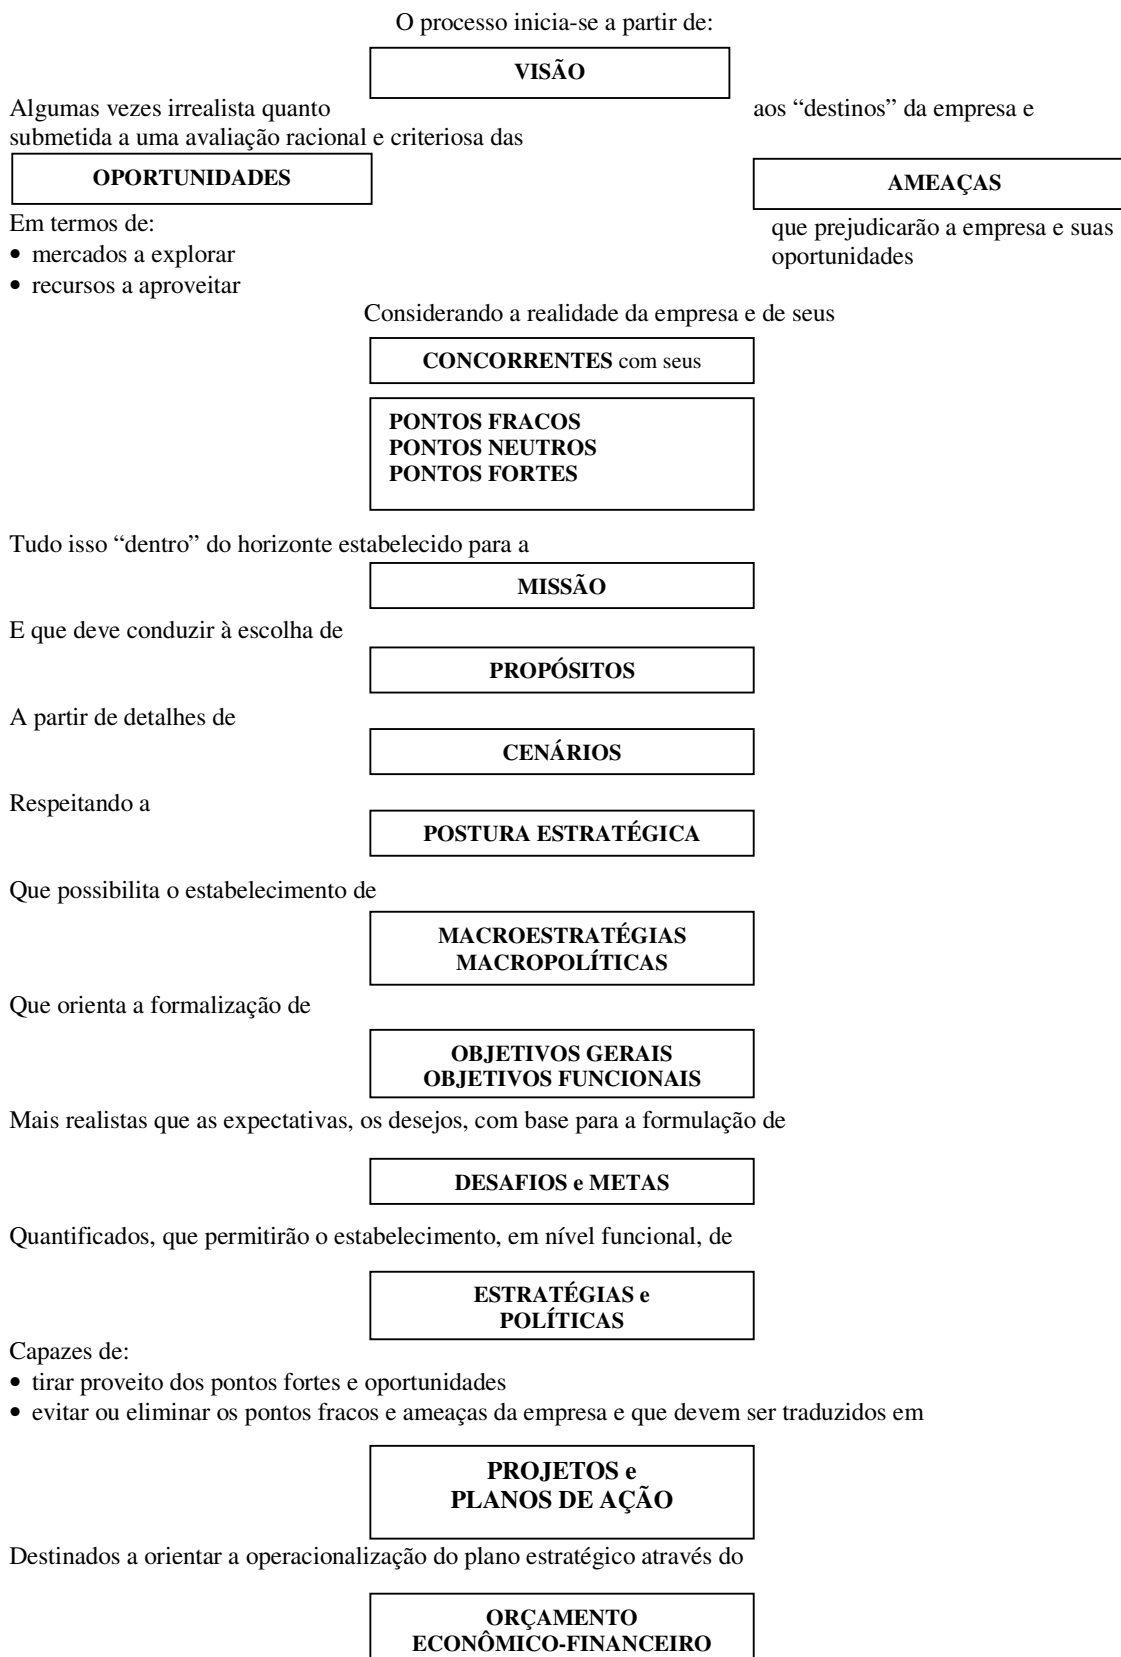 O processo inicia-se a partir de:
VISÃO
Algumas vezes irrealista quanto
aos “destinos” da empresa e
submetida a uma avaliação racional e criteriosa das
OPORTUNIDADES
AMEAÇAS
Em termos de:
• mercados a explorar
• recursos a aproveitar
que prejudicarão a empresa e suas
oportunidades
Considerando a realidade da empresa e de seus
CONCORRENTES com seus
PONTOS FRACOS
PONTOS NEUTROS
PONTOS FORTES
Tudo isso “dentro” do horizonte estabelecido para a
MISSÃO
E que deve conduzir à escolha de
PROPÓSITOS
A partir de detalhes de
CENÁRIOS
Respeitando a
POSTURA ESTRATÉGICA
Que possibilita o estabelecimento de
MACROESTRATÉGIAS
MACROPOLÍTICAS
Que orienta a formalização de
OBJETIVOS GERAIS
OBJETIVOS FUNCIONAIS
Mais realistas que as expectativas, os desejos, com base para a formulação de
DESAFIOS e METAS
Quantificados, que permitirão o estabelecimento, em nível funcional, de
ESTRATÉGIAS e
POLÍTICAS
Capazes de:
• tirar proveito dos pontos fortes e oportunidades
• evitar ou eliminar os pontos fracos e ameaças da empresa e que devem ser traduzidos em
PROJETOS e
PLANOS DE AÇÃO
Destinados a orientar a operacionalização do plano estratégico através do
ORÇAMENTO
ECONÔMICO-FINANCEIRO